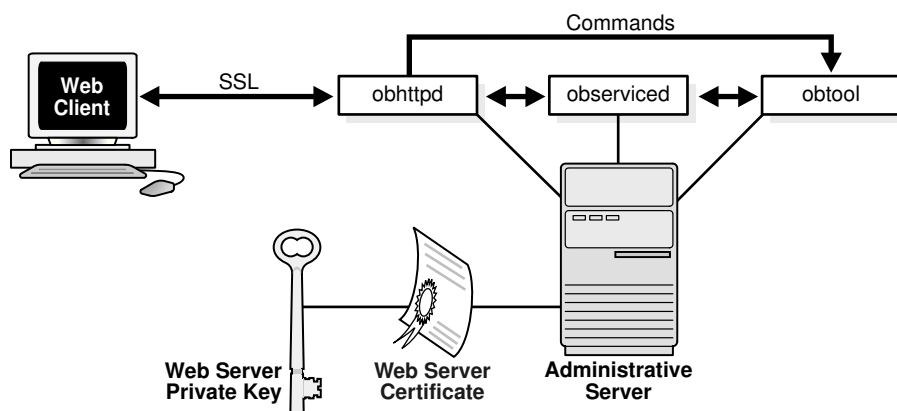 Commands
Web
Client
SSL
obhttpd
observiced
obtool
Web Server
Private Key
Web Server
Certificate
Administrative
Server